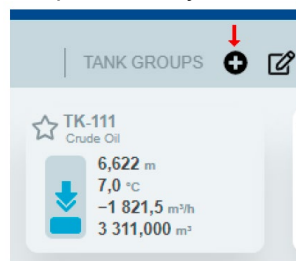 TANK GROUPS
TK-111
Crude Oil
6,622 m
7,0 °C
−1 821,5 m³/h
3 311,000 m³